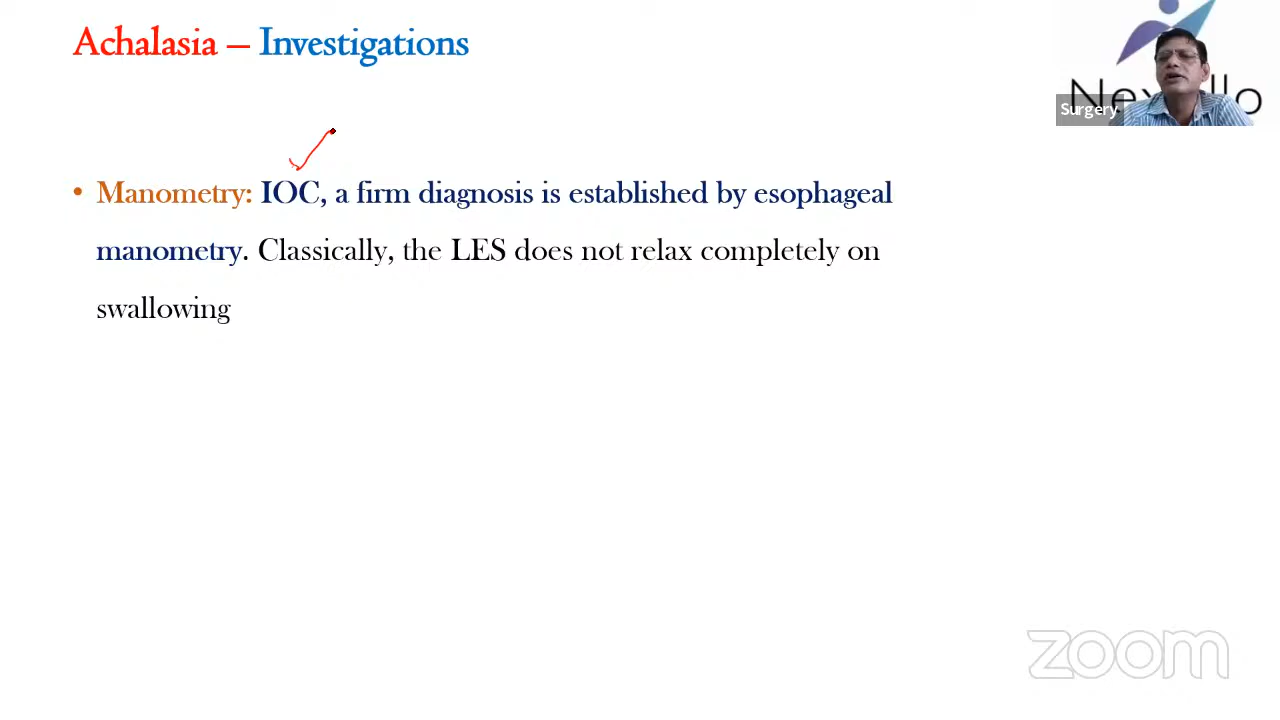 Achalasia – Investigations
Surgery
• Manometry: IOC, a firm diagnosis is established by esophageal
manometry. Classically, the LES does not relax completely on
swallowing
zoom